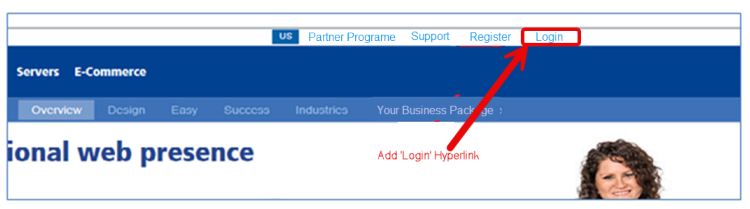 US Partner Programe Support Register Login
Servers E-Commerce
Overview Design Easy Success Industries Your Business Package
ional web presence
Add 'Login' Hyperlink